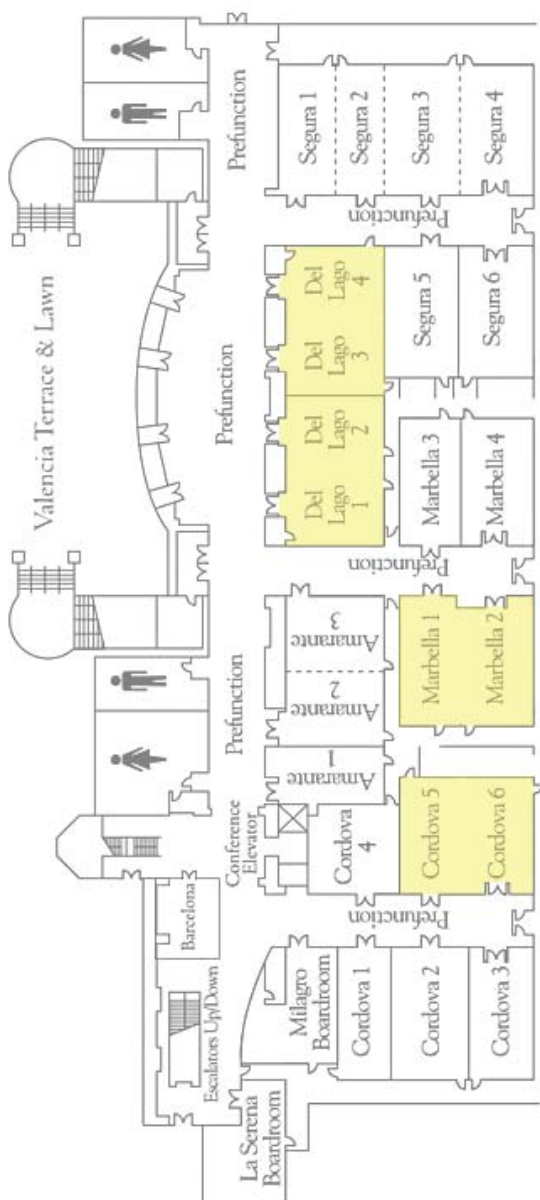 Valencia Terrace & Lawn
Escalators Up/Down
Barcelona
Prefunction
Prefunction
Prefunction
La Serena
Boardroom
Milagro
Boardroom
Conference
Elevator
Cordova 1
Cordova 2
Cordova 3
Prefunction
Cordova
4
Cordova 5
Cordova 6
Amarante
1
Amarante
2
Amarante
3
Marbella 1
Marbella 2
Prefunction
Marbella 3
Marbella 4
Del
Lago
1
Del
Lago
2
Del
Lago
3
Del
Lago
4
Segura 5
Segura 6
Prefunction
Segura 1
Segura 2
Segura 3
Segura 4